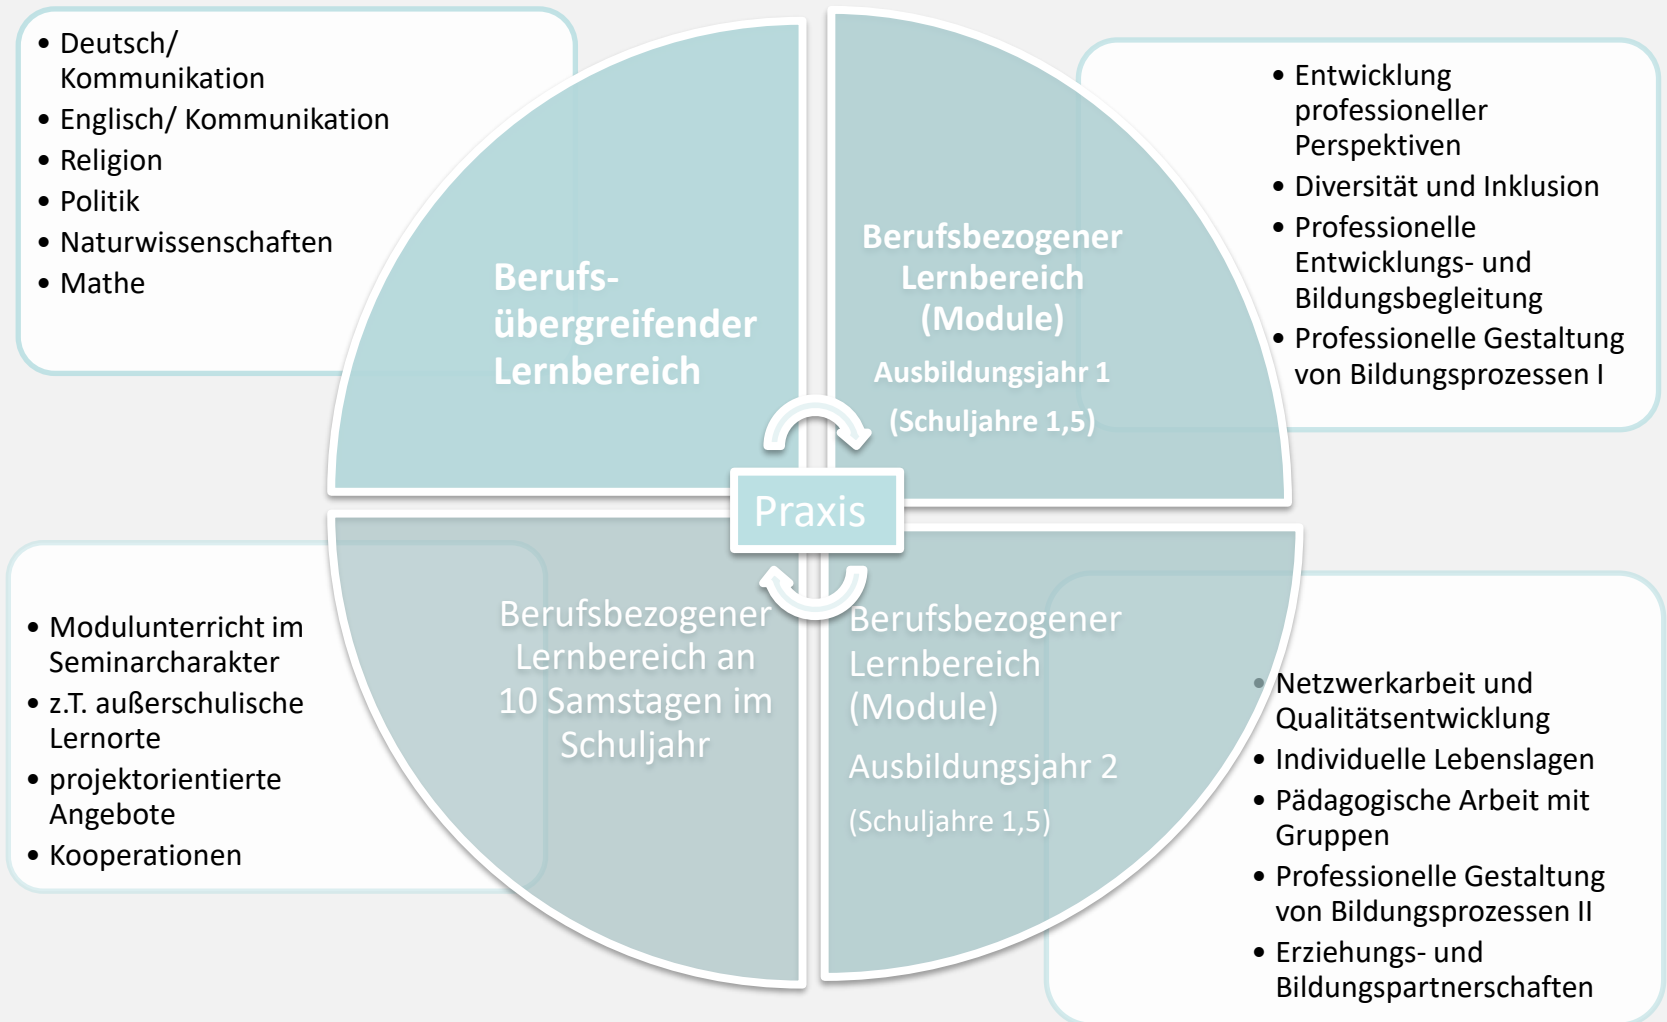 • Deutsch/
Kommunikation
• Englisch/ Kommunikation
• Religion
• Politik
• Naturwissenschaften
• Mathe
Berufs-
übergreifender
Lernbereich
Berufsbezogener
Lernbereich
(Module)
Ausbildungsjahr 1
(Schuljahre 1,5)
• Entwicklung
professioneller
Perspektiven
• Diversität und Inklusion
• Professionelle
Entwicklungs- und
Bildungsbegleitung
• Professionelle Gestaltung
von Bildungsprozessen I
Praxis
• Modulunterricht im
Seminarcharakter
• z.T. außerschulische
Lernorte
• projektorientierte
Angebote
• Kooperationen
Berufsbezogener
Lernbereich an
10 Samstagen im
Schuljahr
Berufsbezogener
Lernbereich
(Module)
Ausbildungsjahr 2
(Schuljahre 1,5)
• Netzwerkarbeit und
Qualitätsentwicklung
• Individuelle Lebenslagen
• Pädagogische Arbeit mit
Gruppen
• Professionelle Gestaltung
von Bildungsprozessen II
• Erziehungs- und
Bildungspartnerschaften